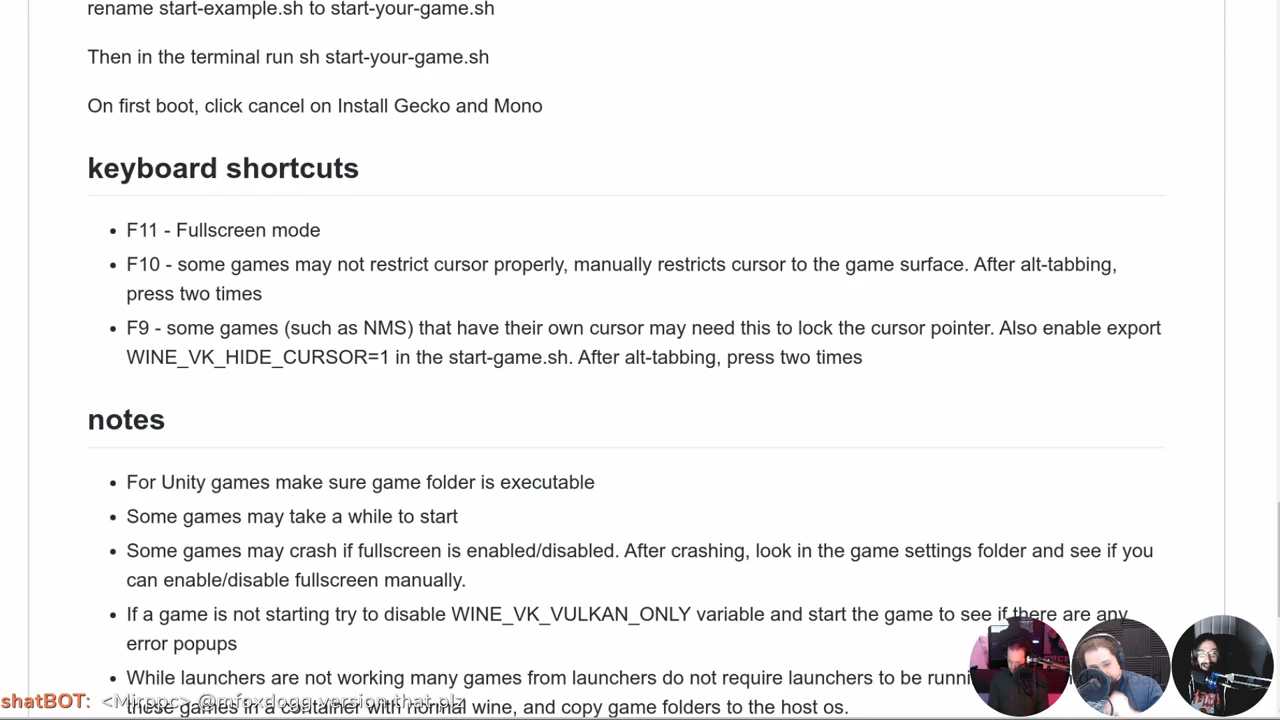 rename start-example.sh to start-your-game.sh
Then in the terminal run sh start-your-game.sh
On first boot, click cancel on Install Gecko and Mono
keyboard shortcuts
F11 - Fullscreen mode
F10 - some games may not restrict cursor properly, manually restricts cursor to the game surface. After alt-tabbing,
press two times
F9 - some games (such as NMS) that have their own cursor may need this to lock the cursor pointer. Also enable export
WINE_VK_HIDE_CURSOR=1 in the start-game.sh. After alt-tabbing, press two times
notes
For Unity games make sure game folder is executable
Some games may take a while to start
Some games may crash if fullscreen is enabled/disabled. After crashing, look in the game settings folder and see if you
can enable/disable fullscreen manually.
If a game is not starting try to disable WINE_VK_VULKAN_ONLY variable and start the game to see if there are any
error popups
While launchers are not working many games from launchers do not require launchers to be runni
these games in a container with normal wine, and copy game folders to the host os.
shatBOT: <Mirppc> @mfoxdogg version that plz